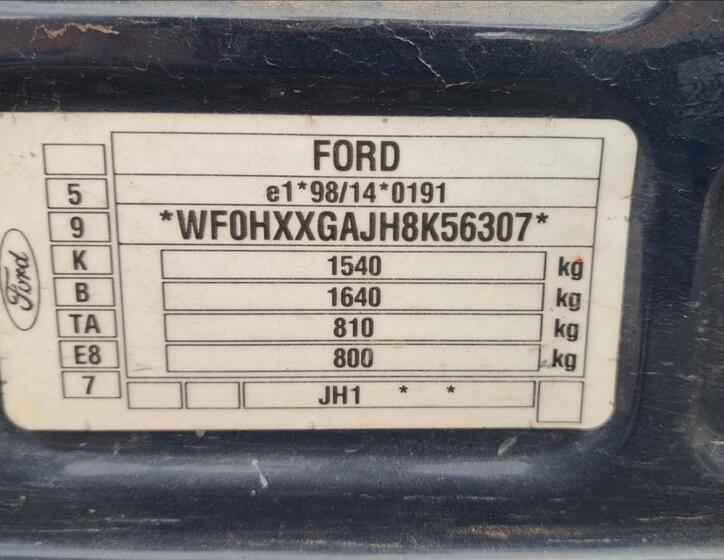 FORD
5 e1*98/14*0191
9 *WF0HXXGAJH8K56307*
K 1540 kg
B 1640 kg
TA 810 kg
E8 800 kg
7 JH1 * *
Ford